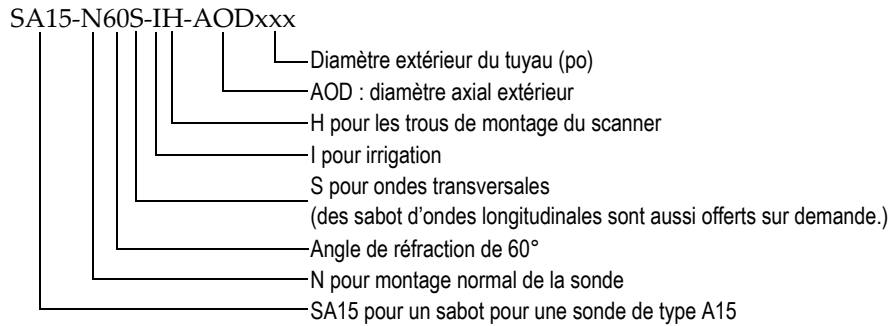 SA15-N60S-IH-AODxxx
Diamètre extérieur du tuyau (po)
AOD : diamètre axial extérieur
H pour les trous de montage du scanner
I pour irrigation
S pour ondes transversales
(des sabot d’ondes longitudinales sont aussi offerts sur demande.)
Angle de réfraction de 60°
N pour montage normal de la sonde
SA15 pour un sabot pour une sonde de type A15